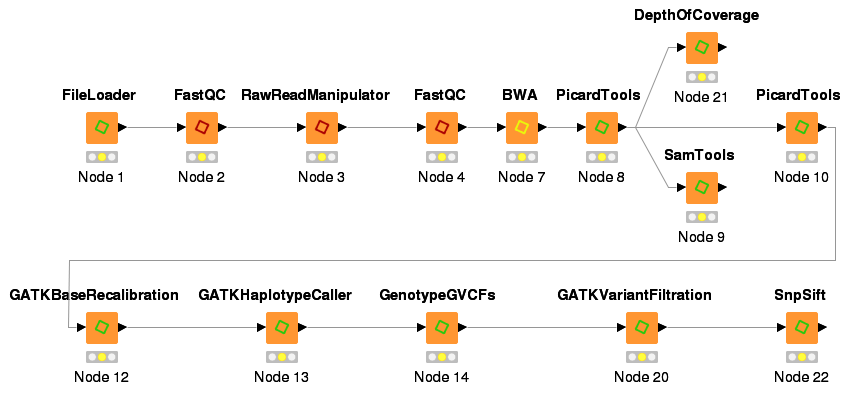 DepthOfCoverage
Node 21
FileLoader
FastQC
RawReadManipulator
FastQC
BWA
PicardTools
PicardTools
Node 1
Node 2
Node 3
Node 4
Node 7
Node 8
Node 10
SamTools
Node 9
GATKBaseRecalibration
GATKHaplotypeCaller
GenotypeGVCFs
GATKVariantFiltration
SnpSift
Node 12
Node 13
Node 14
Node 20
Node 22